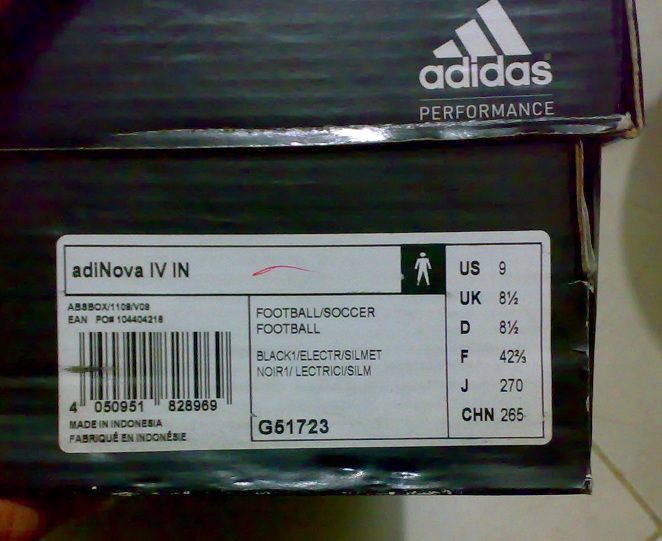 adidas
PERFORMANCE
adiNova IV IN
ABSBOX/1109/V09
EAN PO# 104404218
4 050951 828969
MADE IN INDONESIA
FABRIQUÉ EN INDONÉSIE
FOOTBALL/SOCCER
FOOTBALL
BLACK1/ELECTR/SILMET
NOIR1/ LECTRICI/SILM
G51723
US 9
UK 8½
D 8½
F 42⅔
J 270
CHN 265